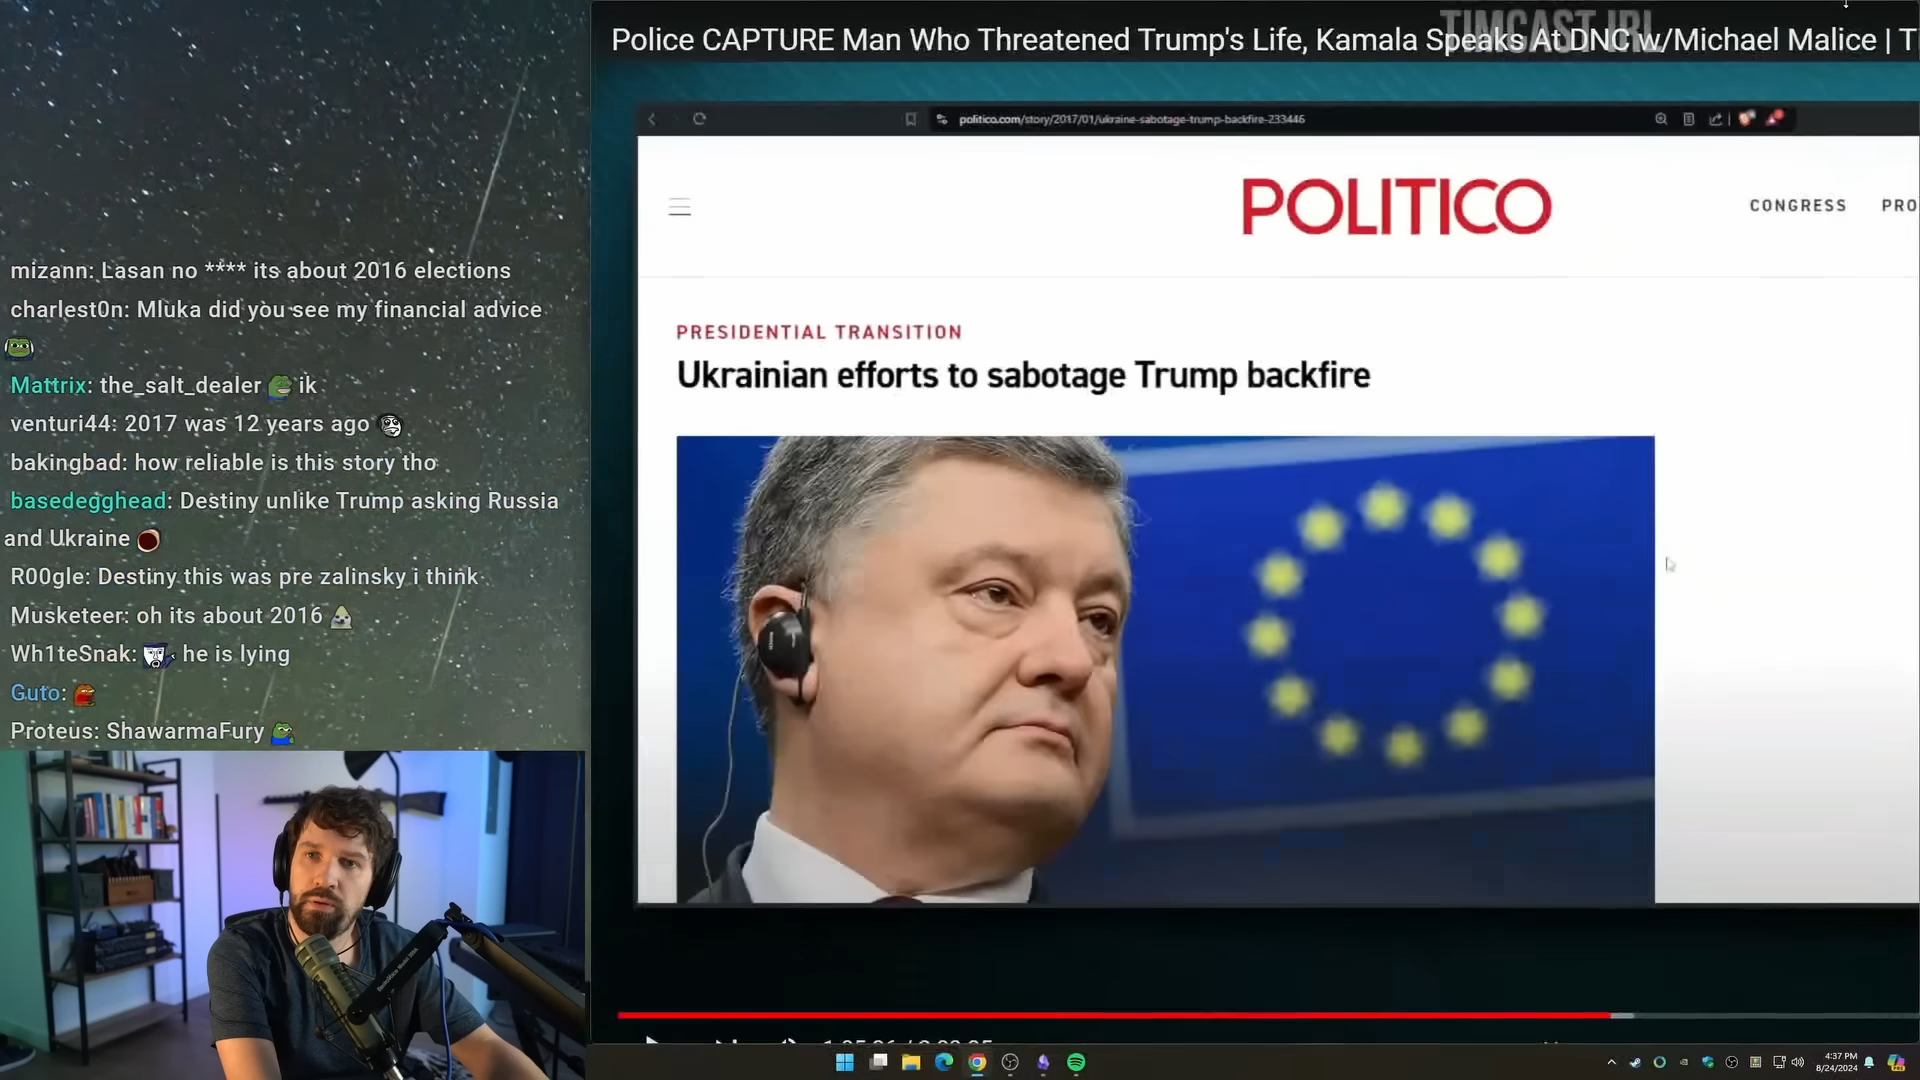 TIMCAST IRL
Police CAPTURE Man Who Threatened Trump's Life, Kamala Speaks At DNC w/Michael Malice | T
politico.com/story/2017/01/ukraine-sabotage-trump-backfire-233446
POLITICO
CONGRESS PRO
PRESIDENTIAL TRANSITION
Ukrainian efforts to sabotage Trump backfire
mizann: Lasan no **** its about 2016 elections
charlest0n: Mluka did you see my financial advice
Mattrix: the_salt_dealer ik
venturi44: 2017 was 12 years ago
bakingbad: how reliable is this story tho
basedegghead: Destiny unlike Trump asking Russia
and Ukraine
R00gle: Destiny this was pre zalinsky i think
Musketeer: oh its about 2016
Wh1teSnak: he is lying
Guto:
Proteus: ShawarmaFury
4:37 PM
8/24/2024